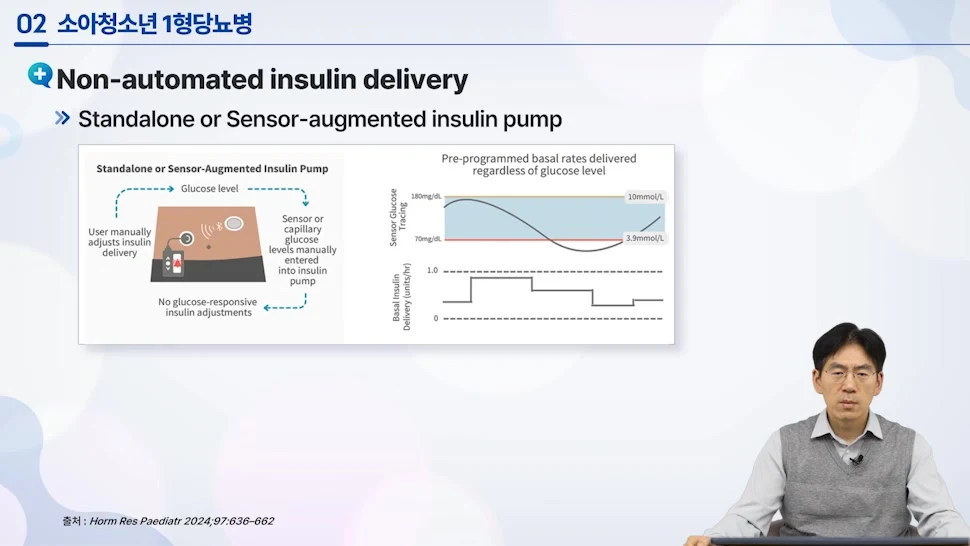 02 소아청소년 1형당뇨병
Non-automated insulin delivery
Standalone or Sensor-augmented insulin pump
Standalone or Sensor-Augmented Insulin Pump
Glucose level
User manually
adjusts insulin
delivery
Sensor or
capillary
glucose
levels manually
entered
into insulin
pump
No glucose-responsive
insulin adjustments
Pre-programmed basal rates delivered
regardless of glucose level
Sensor Glucose
Tracing
180mg/dL
10mmol/L
70mg/dL
3.9mmol/L
Basal Insulin
Delivery (units/hr)
1.0
0
출처 : Horm Res Paediatr 2024;97:636–662